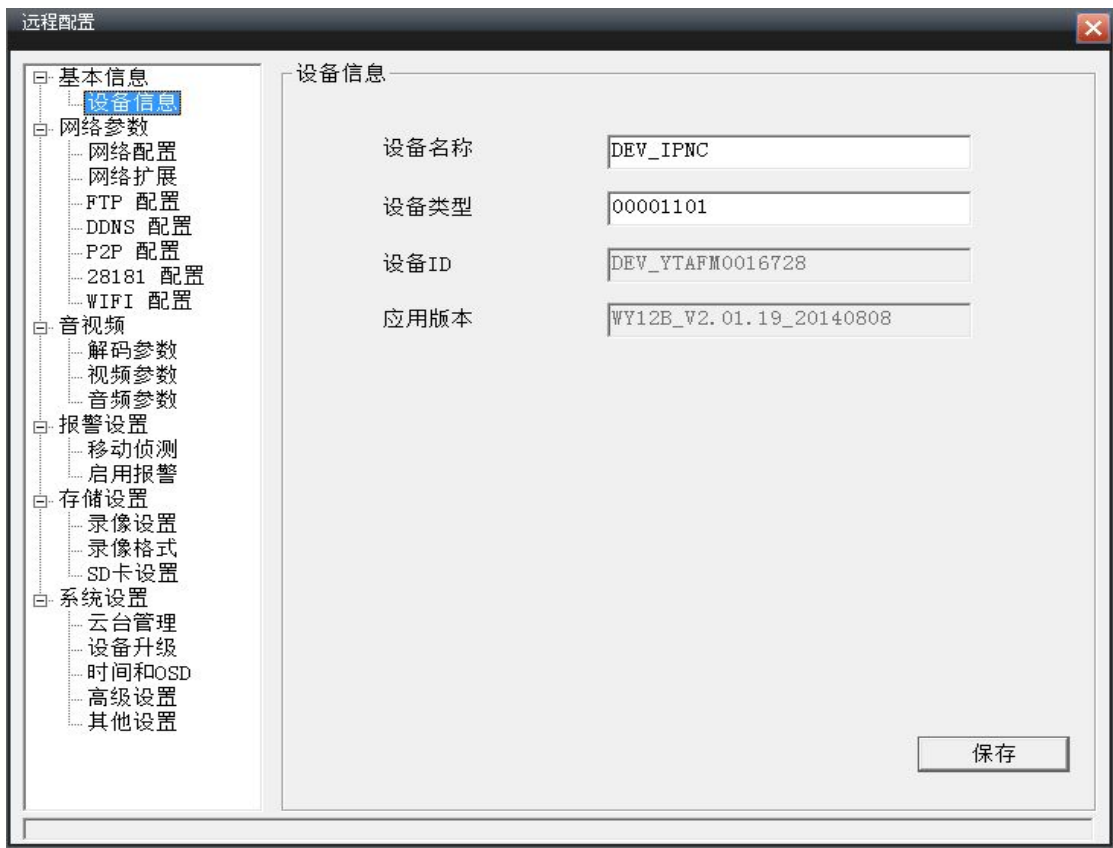 远程配置
基本信息
设备信息
网络参数
网络配置
网络扩展
FTP 配置
DDNS 配置
P2P 配置
28181 配置
WIFI 配置
音视频
解码参数
视频参数
音频参数
报警设置
移动侦测
启用报警
存储设置
录像设置
录像格式
SD卡设置
系统设置
云台管理
设备升级
时间和OSD
高级设置
其他设置
设备信息
设备名称 DEV_IPNC
设备类型 00001101
设备ID DEV_YTAFM0016728
应用版本 WY12B_V2.01.19_20140808
保存